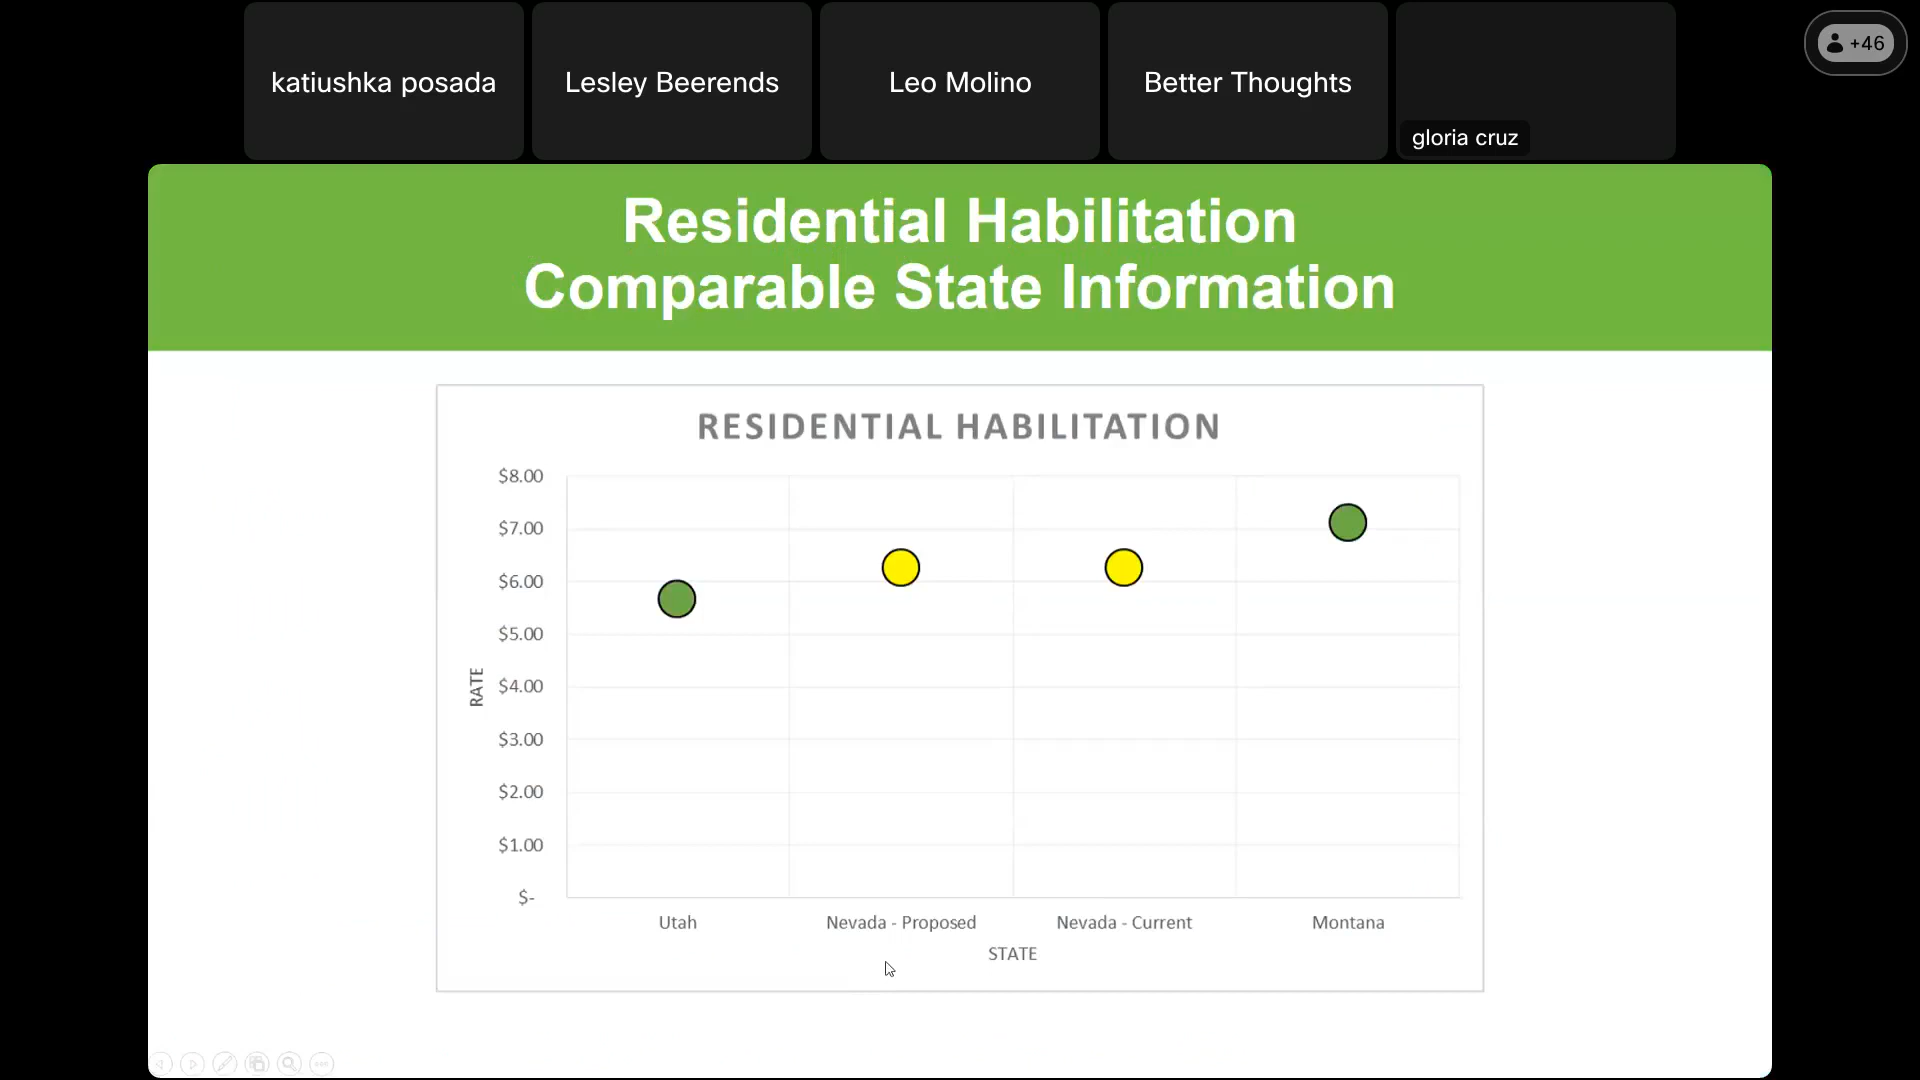 katiushka posada
Lesley Beerends
Leo Molino
Better Thoughts
gloria cruz
+46
Residential Habilitation
Comparable State Information
RESIDENTIAL HABILITATION
$8.00
$7.00
$6.00
$5.00
$4.00
$3.00
$2.00
$1.00
$-
RATE
Utah
Nevada - Proposed
Nevada - Current
Montana
STATE